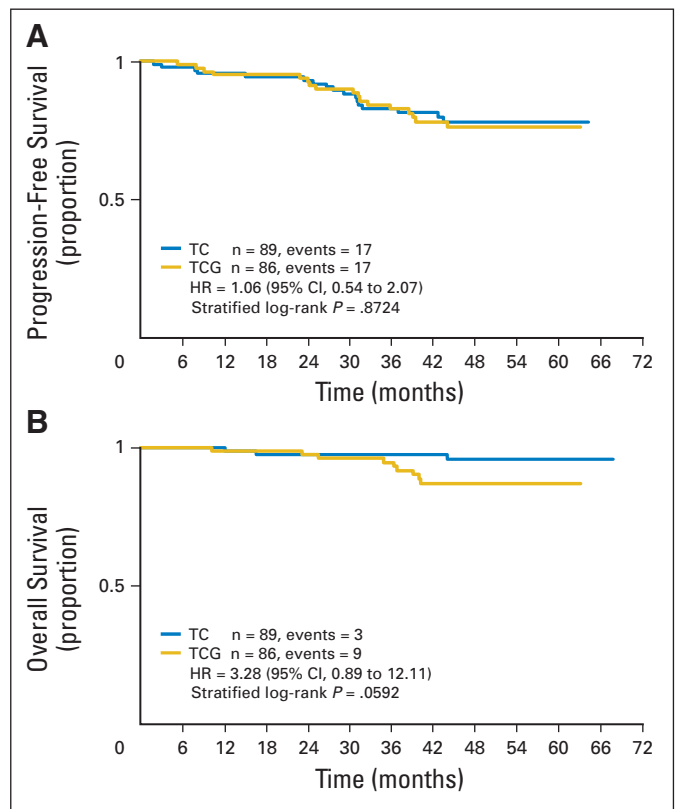 A
Progression-Free Survival
(proportion)
1
0.5
TC n = 89, events = 17
TCG n = 86, events = 17
HR = 1.06 (95% CI, 0.54 to 2.07)
Stratified log-rank P = .8724
0 6 12 18 24 30 36 42 48 54 60 66 72
Time (months)
B
Overall Survival
(proportion)
1
0.5
TC n = 89, events = 3
TCG n = 86, events = 9
HR = 3.28 (95% CI, 0.89 to 12.11)
Stratified log-rank P = .0592
0 6 12 18 24 30 36 42 48 54 60 66 72
Time (months)